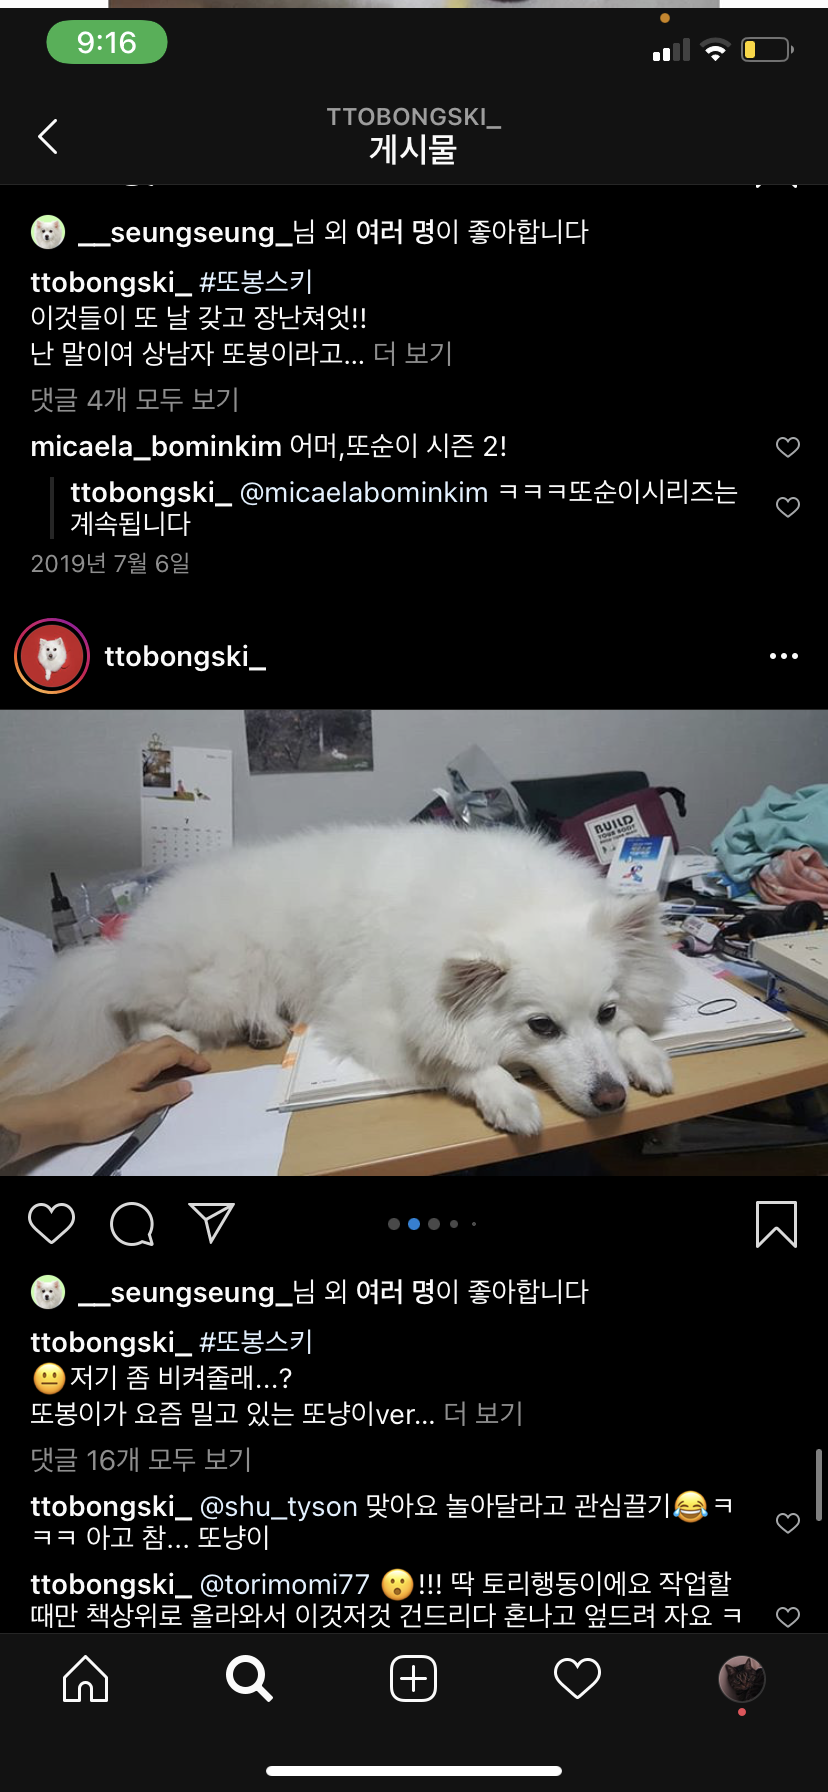 9:16
TTOBONGSKI_
게시물
__seungseung_님 외 여러 명이 좋아합니다
ttobongski_ #또봉스키
이것들이 또 날 갖고 장난쳐엇!!
난 말이여 상남자 또봉이라고... 더 보기
댓글 4개 모두 보기
micaela_bominkim 어머,또순이 시즌 2!
ttobongski_ @micaelabominkim ㅋㅋㅋ또순이시리즈는
계속됩니다
2019년 7월 6일
ttobongski_
7
BUILD
YOUR BODY
__seungseung_님 외 여러 명이 좋아합니다
ttobongski_ #또봉스키
😐저기 좀 비켜줄래...?
또봉이가 요즘 밀고 있는 또냥이ver... 더 보기
댓글 16개 모두 보기
ttobongski_ @shu_tyson 맞아요 놀아달라고 관심끌기😂ㅋ
ㅋㅋㅋ 아고 참... 또냥이
ttobongski_ @torimomi77 😮!!! 딱 토리행동이에요 작업할
때만 책상위로 올라와서 이것저것 건드리다 혼나고 엎드려 자요 ㅋ